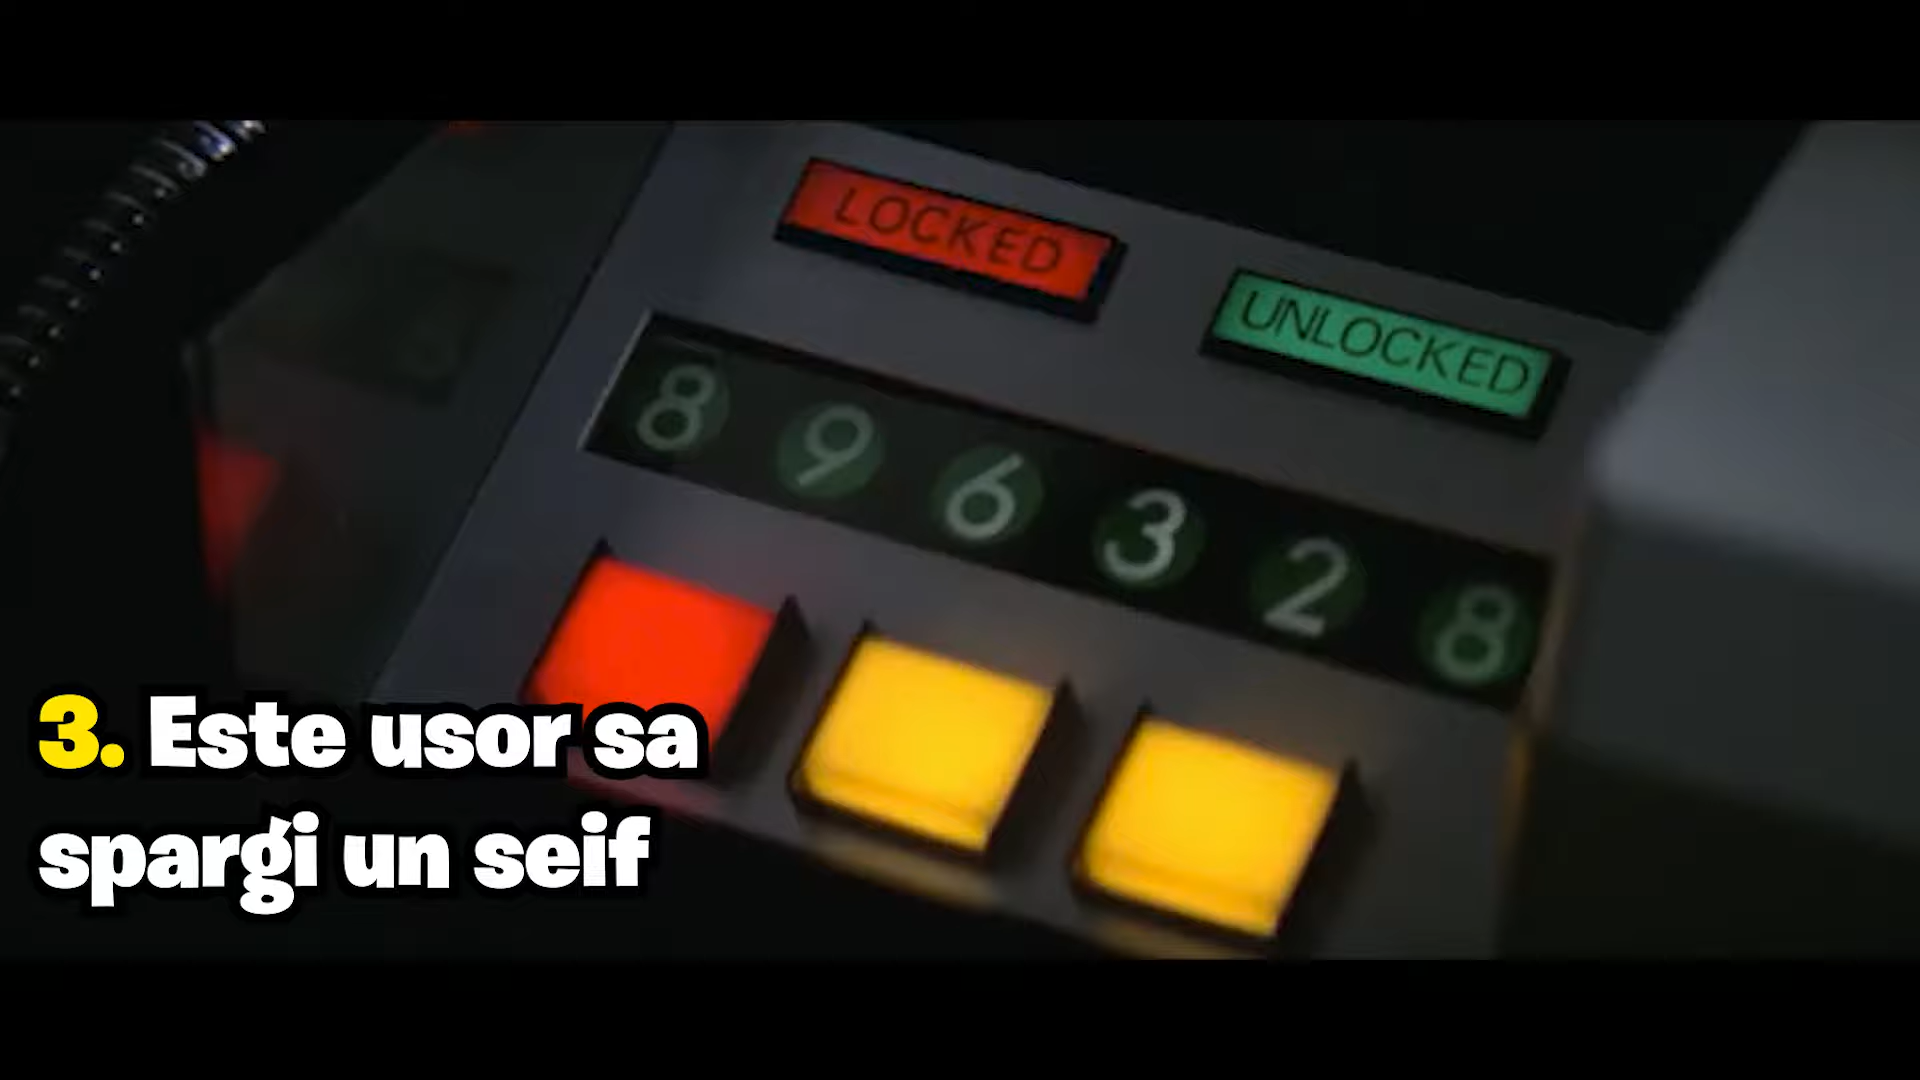 LOCKED
UNLOCKED
8 9 6 3 2 8
3. Este usor sa
spargi un seif